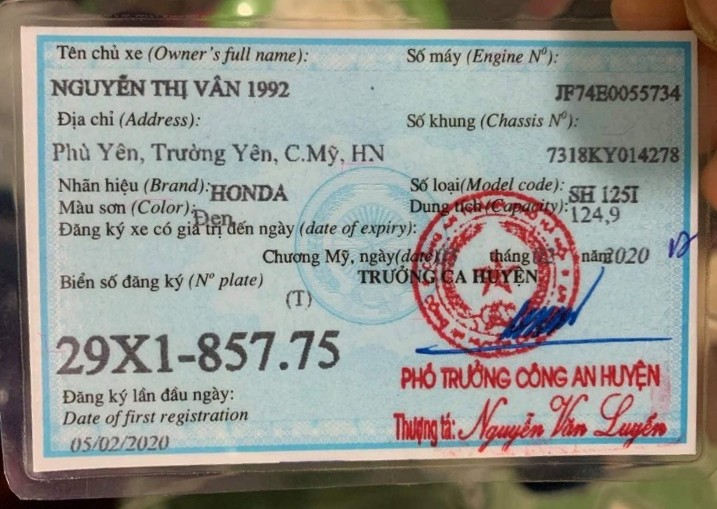 Tên chủ xe (Owner's full name):
NGUYỄN THỊ VÂN 1992
Số máy (Engine Nº):
JF74E0055734
Địa chỉ (Address):
Phù Yên, Trường Yên, C.Mỹ, HN
Số khung (Chassis Nº):
7318KY014278
Nhãn hiệu (Brand): HONDA
Số loại(Model code): SH 125I
Màu sơn (Color): Đen
Dung tích (Capacity): 124,9
Đăng ký xe có giá trị đến ngày (date of expiry):
Chương Mỹ, ngày(date) tháng năm 2020
Biển số đăng ký (Nº plate)
TRƯỞNG CA HUYỆN
(T)
29X1-857.75
PHÓ TRƯỞNG CÔNG AN HUYỆN
Đăng ký lần đầu ngày:
Date of first registration
Thượng tá: Nguyễn Văn Luyến
05/02/2020